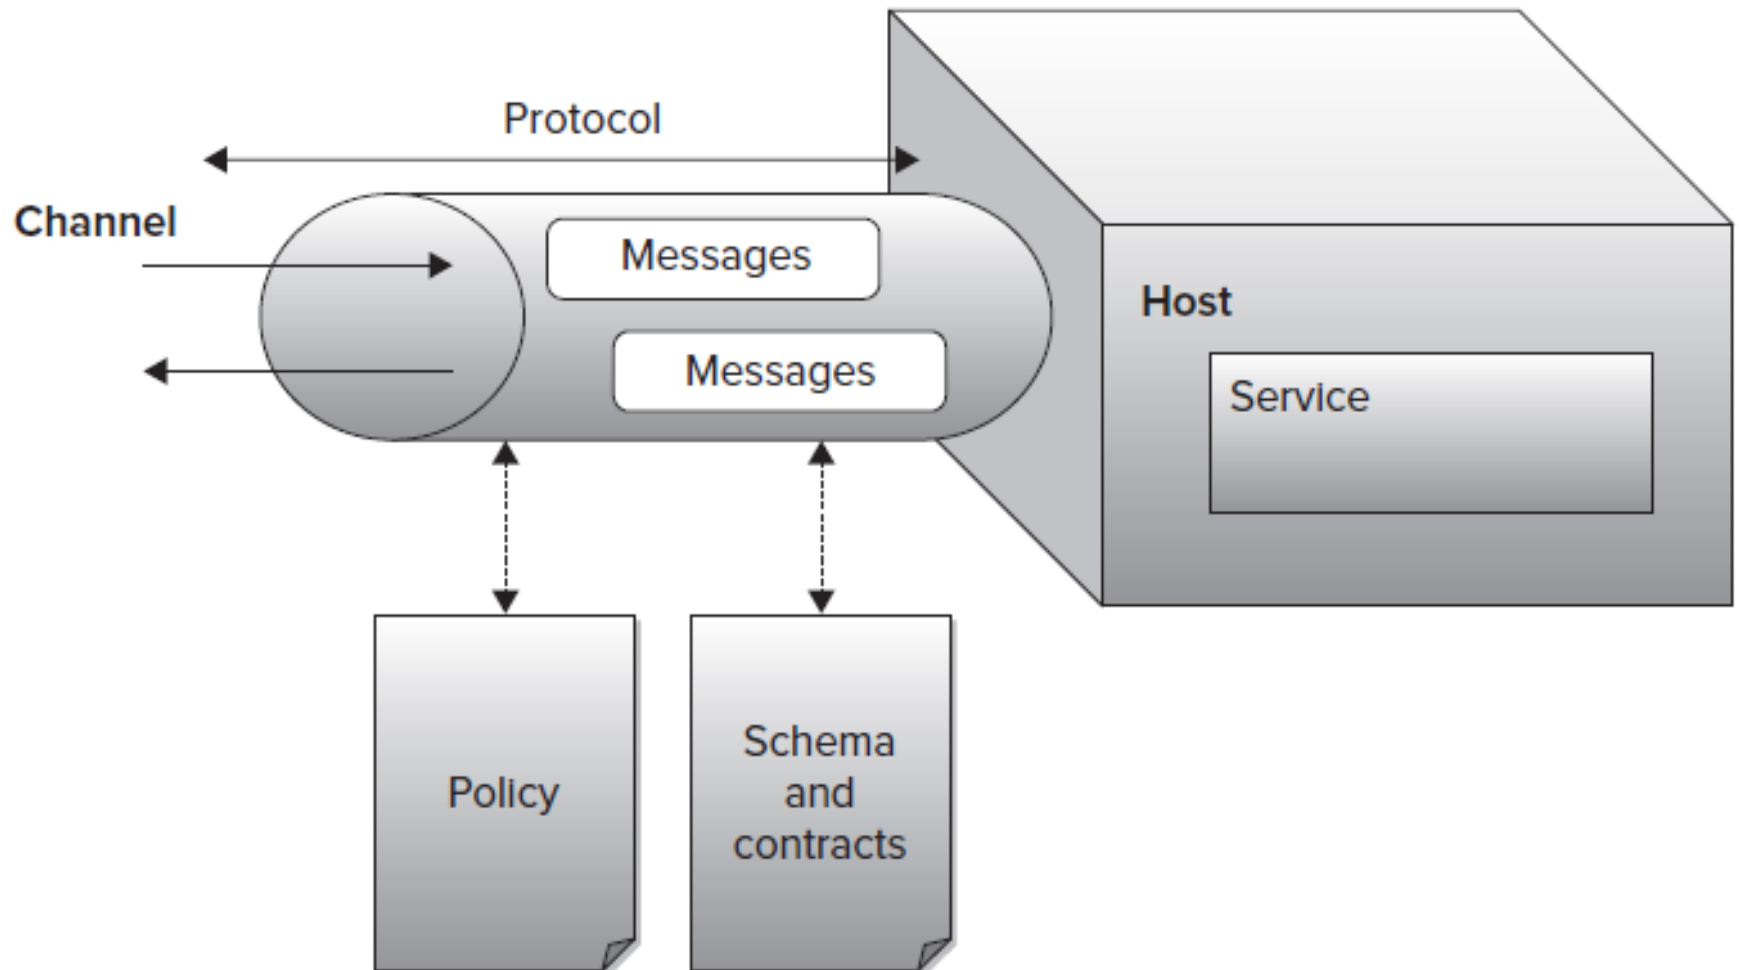 Protocol
Channel
Messages
Messages
Host
Service
Policy
Schema
and
contracts